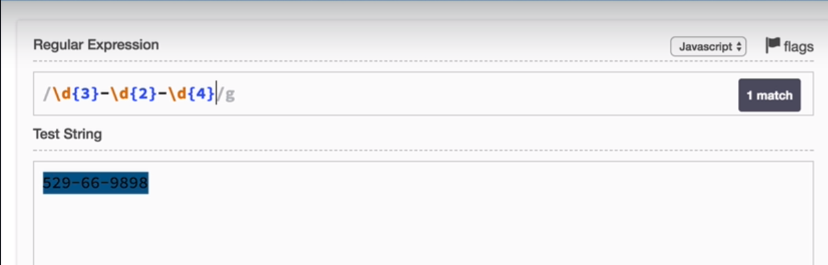 Regular Expression
Javascript flags
/\d{3}-\d{2}-\d{4}/g
1 match
Test String
529-66-9898